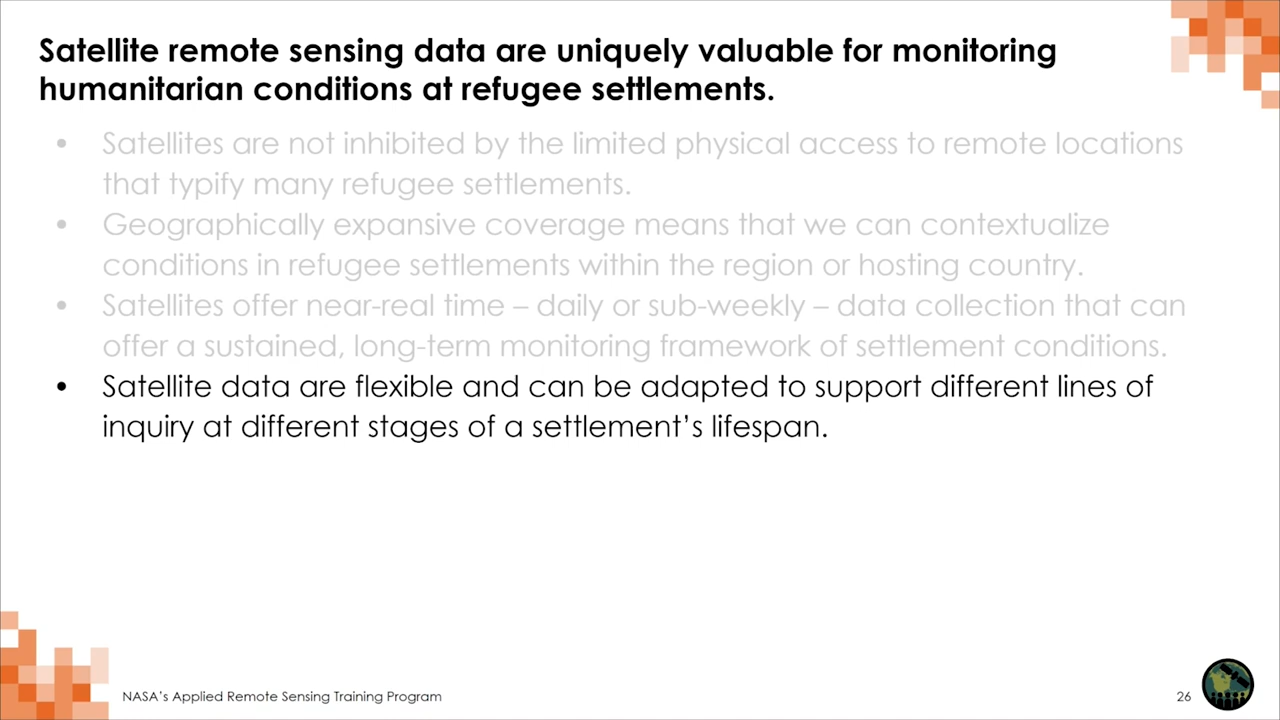 Satellite remote sensing data are uniquely valuable for monitoring
humanitarian conditions at refugee settlements.
• Satellites are not inhibited by the limited physical access to remote locations
that typify many refugee settlements.
• Geographically expansive coverage means that we can contextualize
conditions in refugee settlements within the region or hosting country.
• Satellites offer near-real time – daily or sub-weekly – data collection that can
offer a sustained, long-term monitoring framework of settlement conditions.
• Satellite data are flexible and can be adapted to support different lines of
inquiry at different stages of a settlement’s lifespan.
NASA’s Applied Remote Sensing Training Program
26